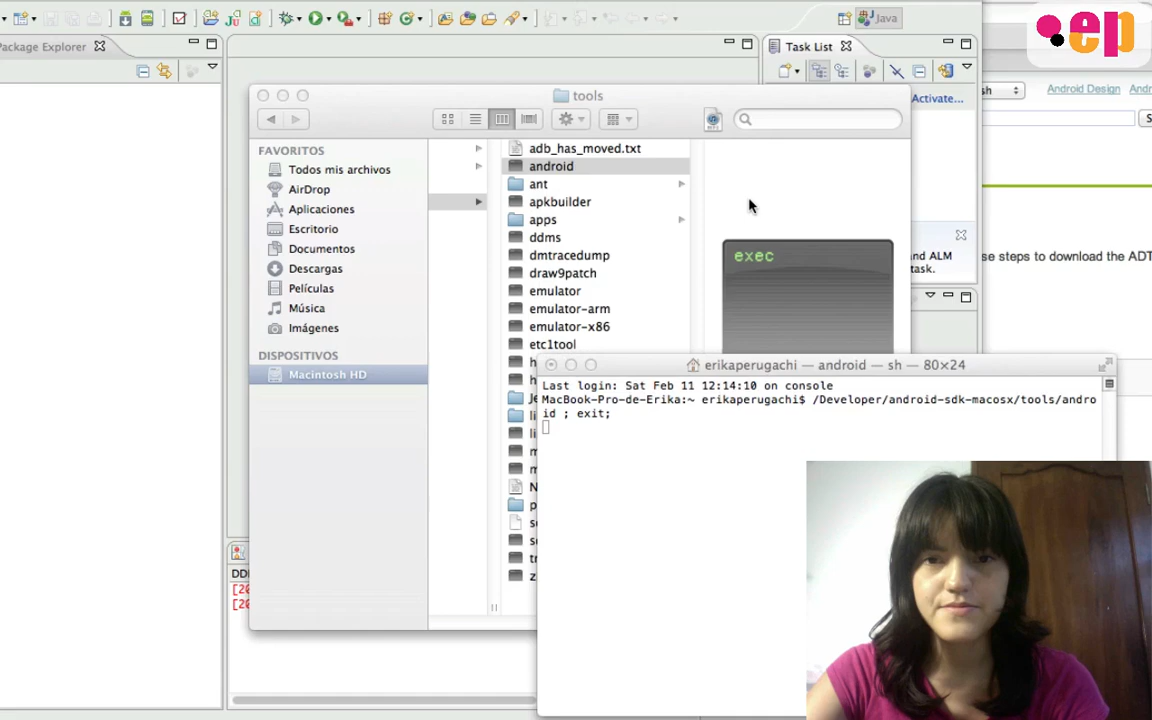 Package Explorer
Java
Task List
Activate...
and ALM
task.
ep
sh
Android Design
se steps to download the ADT
tools
FAVORITOS
Todos mis archivos
AirDrop
Aplicaciones
Escritorio
Documentos
Descargas
Películas
Música
Imágenes
DISPOSITIVOS
Macintosh HD
adb_has_moved.txt
android
ant
apkbuilder
apps
ddms
dmtracedump
draw9patch
emulator
emulator-arm
emulator-x86
etc1tool
exec
erikaperugachi — android — sh — 80×24
Last login: Sat Feb 11 12:14:10 on console
MacBook-Pro-de-Erika:~ erikaperugachi$ /Developer/android-sdk-macosx/tools/andro
id ; exit;